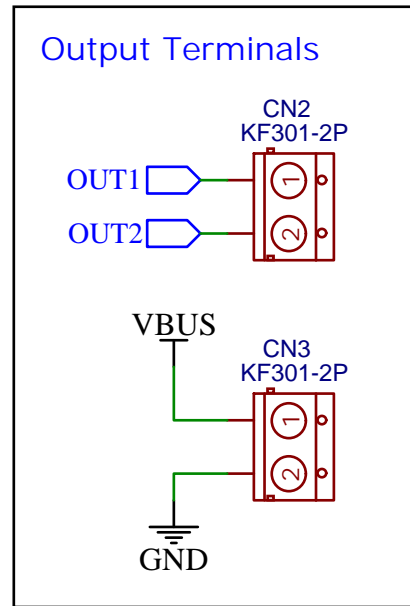 Output Terminals
CN2
KF301-2P
OUT1
1
OUT2
2
VBUS
CN3
KF301-2P
1
2
GND